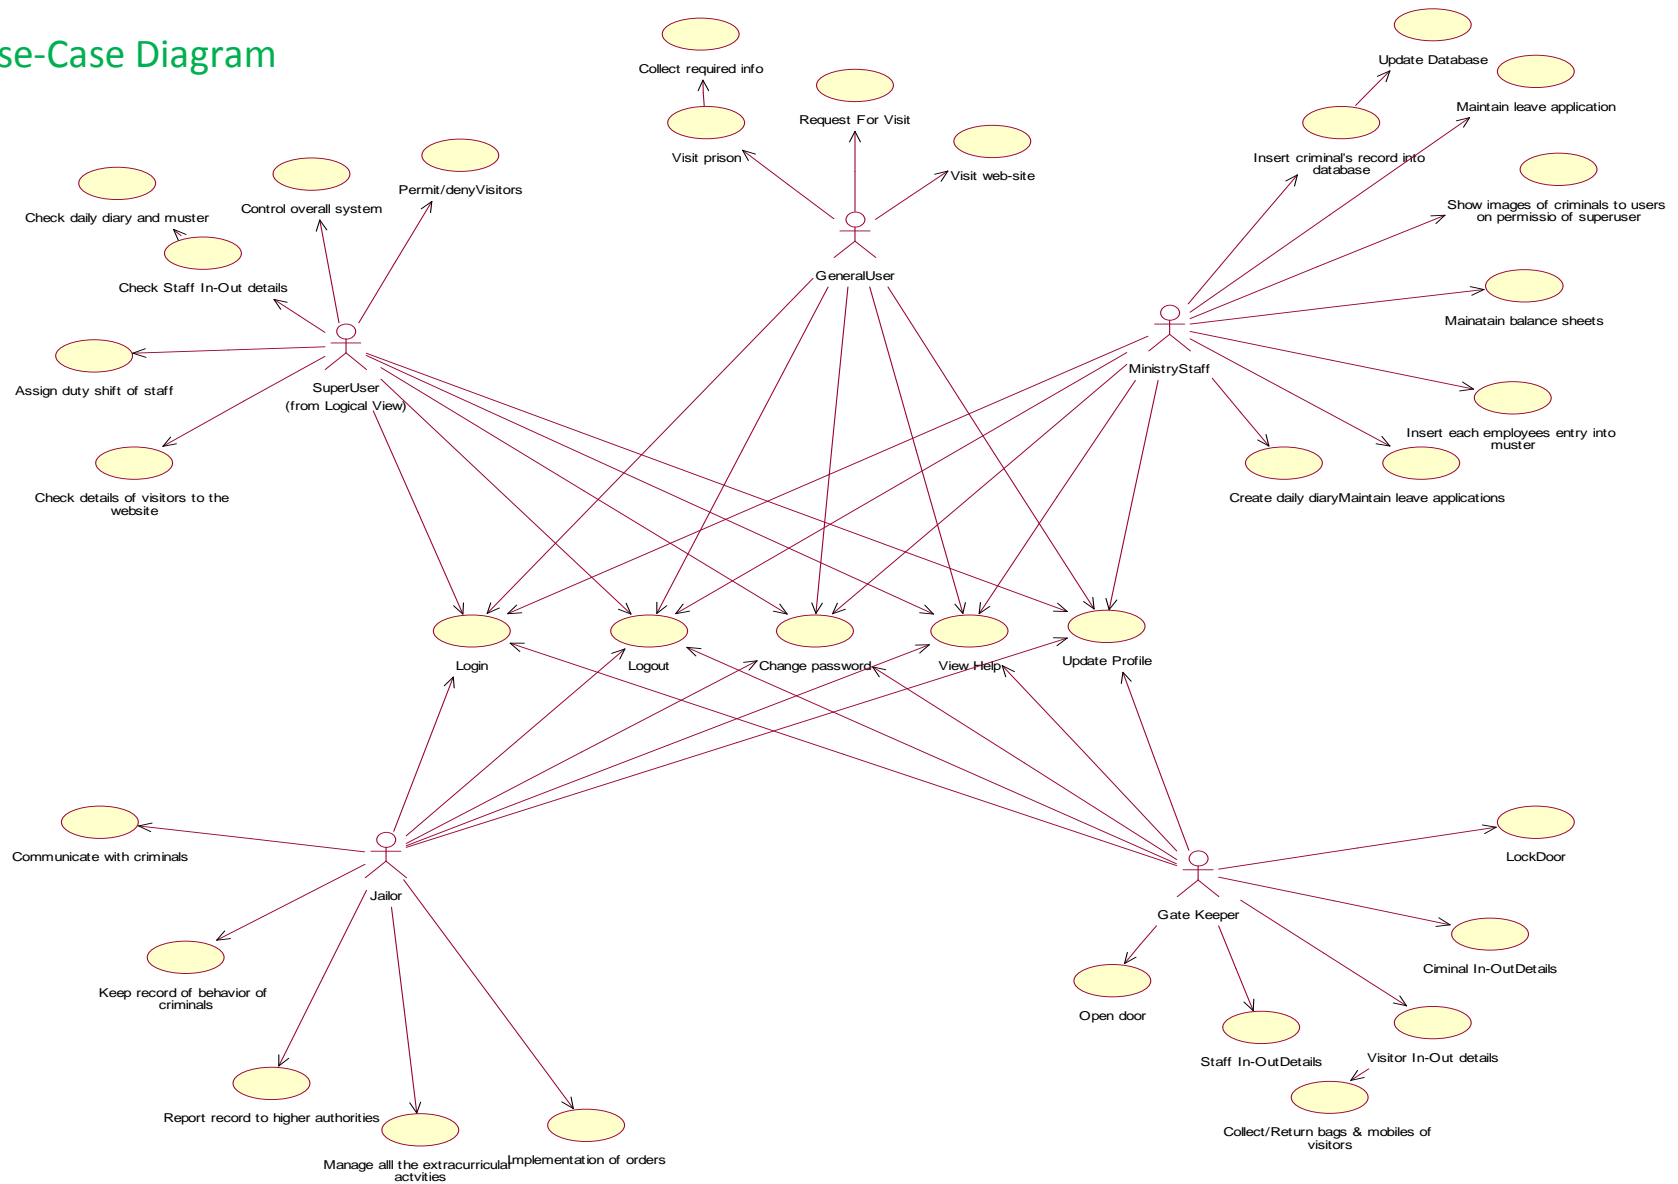 se-Case Diagram
Collect required info
Update Database
Maintain leave application
Request For Visit
Visit prison
Visit web-site
Insert criminal's record into
database
Permit/denyVisitors
Control overall system
Check daily diary and muster
Show images of criminals to users
on permissio of superuser
Check Staff In-Out details
GeneralUser
Mainatain balance sheets
MinistryStaff
SuperUser
(from Logical View)
Assign duty shift of staff
Insert each employees entry into
muster
Check details of visitors to the
website
Create daily diary
Maintain leave applications
Login
Logout
Change password
View Help
Update Profile
Communicate with criminals
LockDoor
Jailor
Gate Keeper
Ciminal In-OutDetails
Keep record of behavior of
criminals
Open door
Staff In-OutDetails
Visitor In-Out details
Report record to higher authorities
Collect/Return bags & mobiles of
visitors
Manage alll the extracurricular
actvities
Implementation of orders